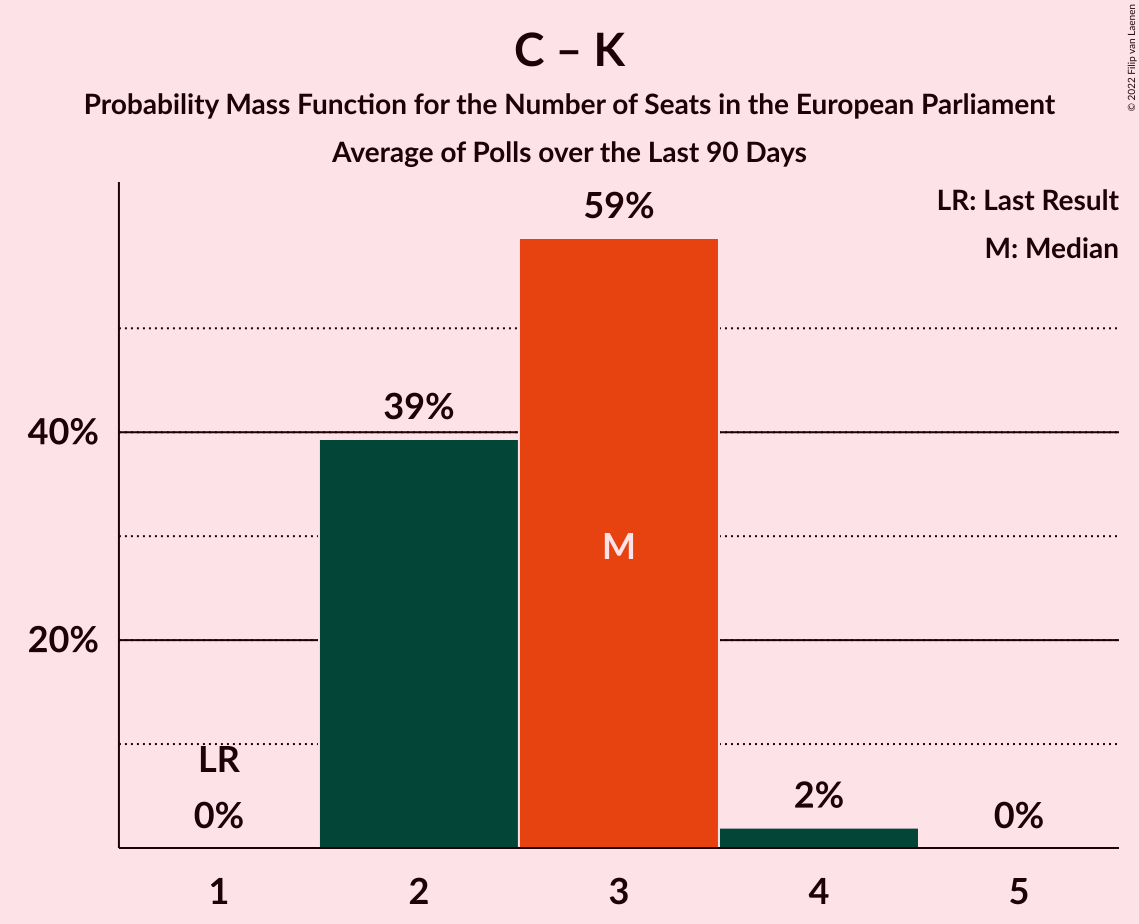 C – K
Probability Mass Function for the Number of Seats in the European Parliament
Average of Polls over the Last 90 Days
© 2022 Filip van Laenen
LR: Last Result
M: Median
59%
39%
40%
M
20%
LR
0%
2%
0%
1 2 3 4 5